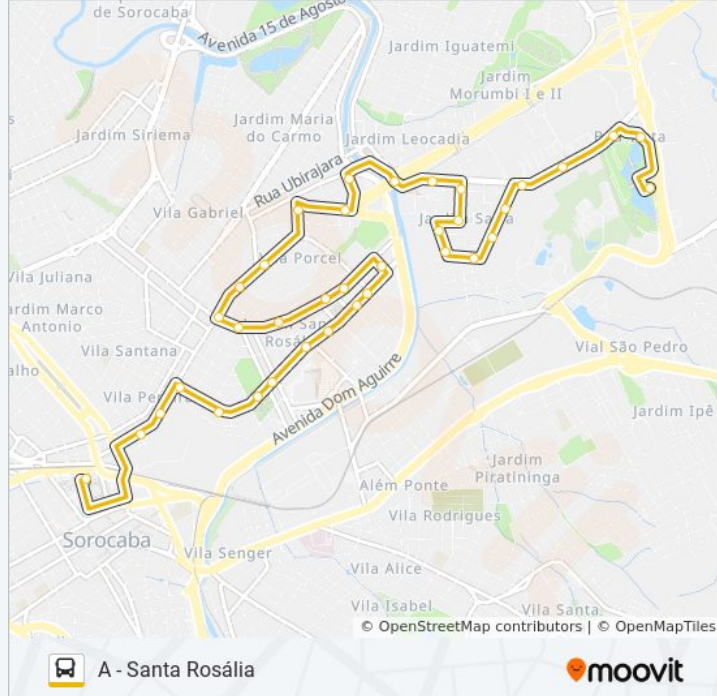 de Sorocaba
Avenida 15 de Agosto
Jardim Iguatemi
Jardim
Morumbi I e II
Jardim Maria
do Carmo
Jardim Siriema
Jardim Leocadia
Rua Ubirajara
Vila Gabriel
Vila Juliana
Jardim Marco
Antonio
Vila Santana
Vial São Pedro
Avenida Dom Aguirre
Jardim Ipê
Jardim
Piratininga
Além Ponte
Vila Rodrigues
Sorocaba
Vila Senger
Vila Alice
Vila Isabel
Vila Santa
© OpenStreetMap contributors | © OpenMapTiles
A - Santa Rosália
moovit